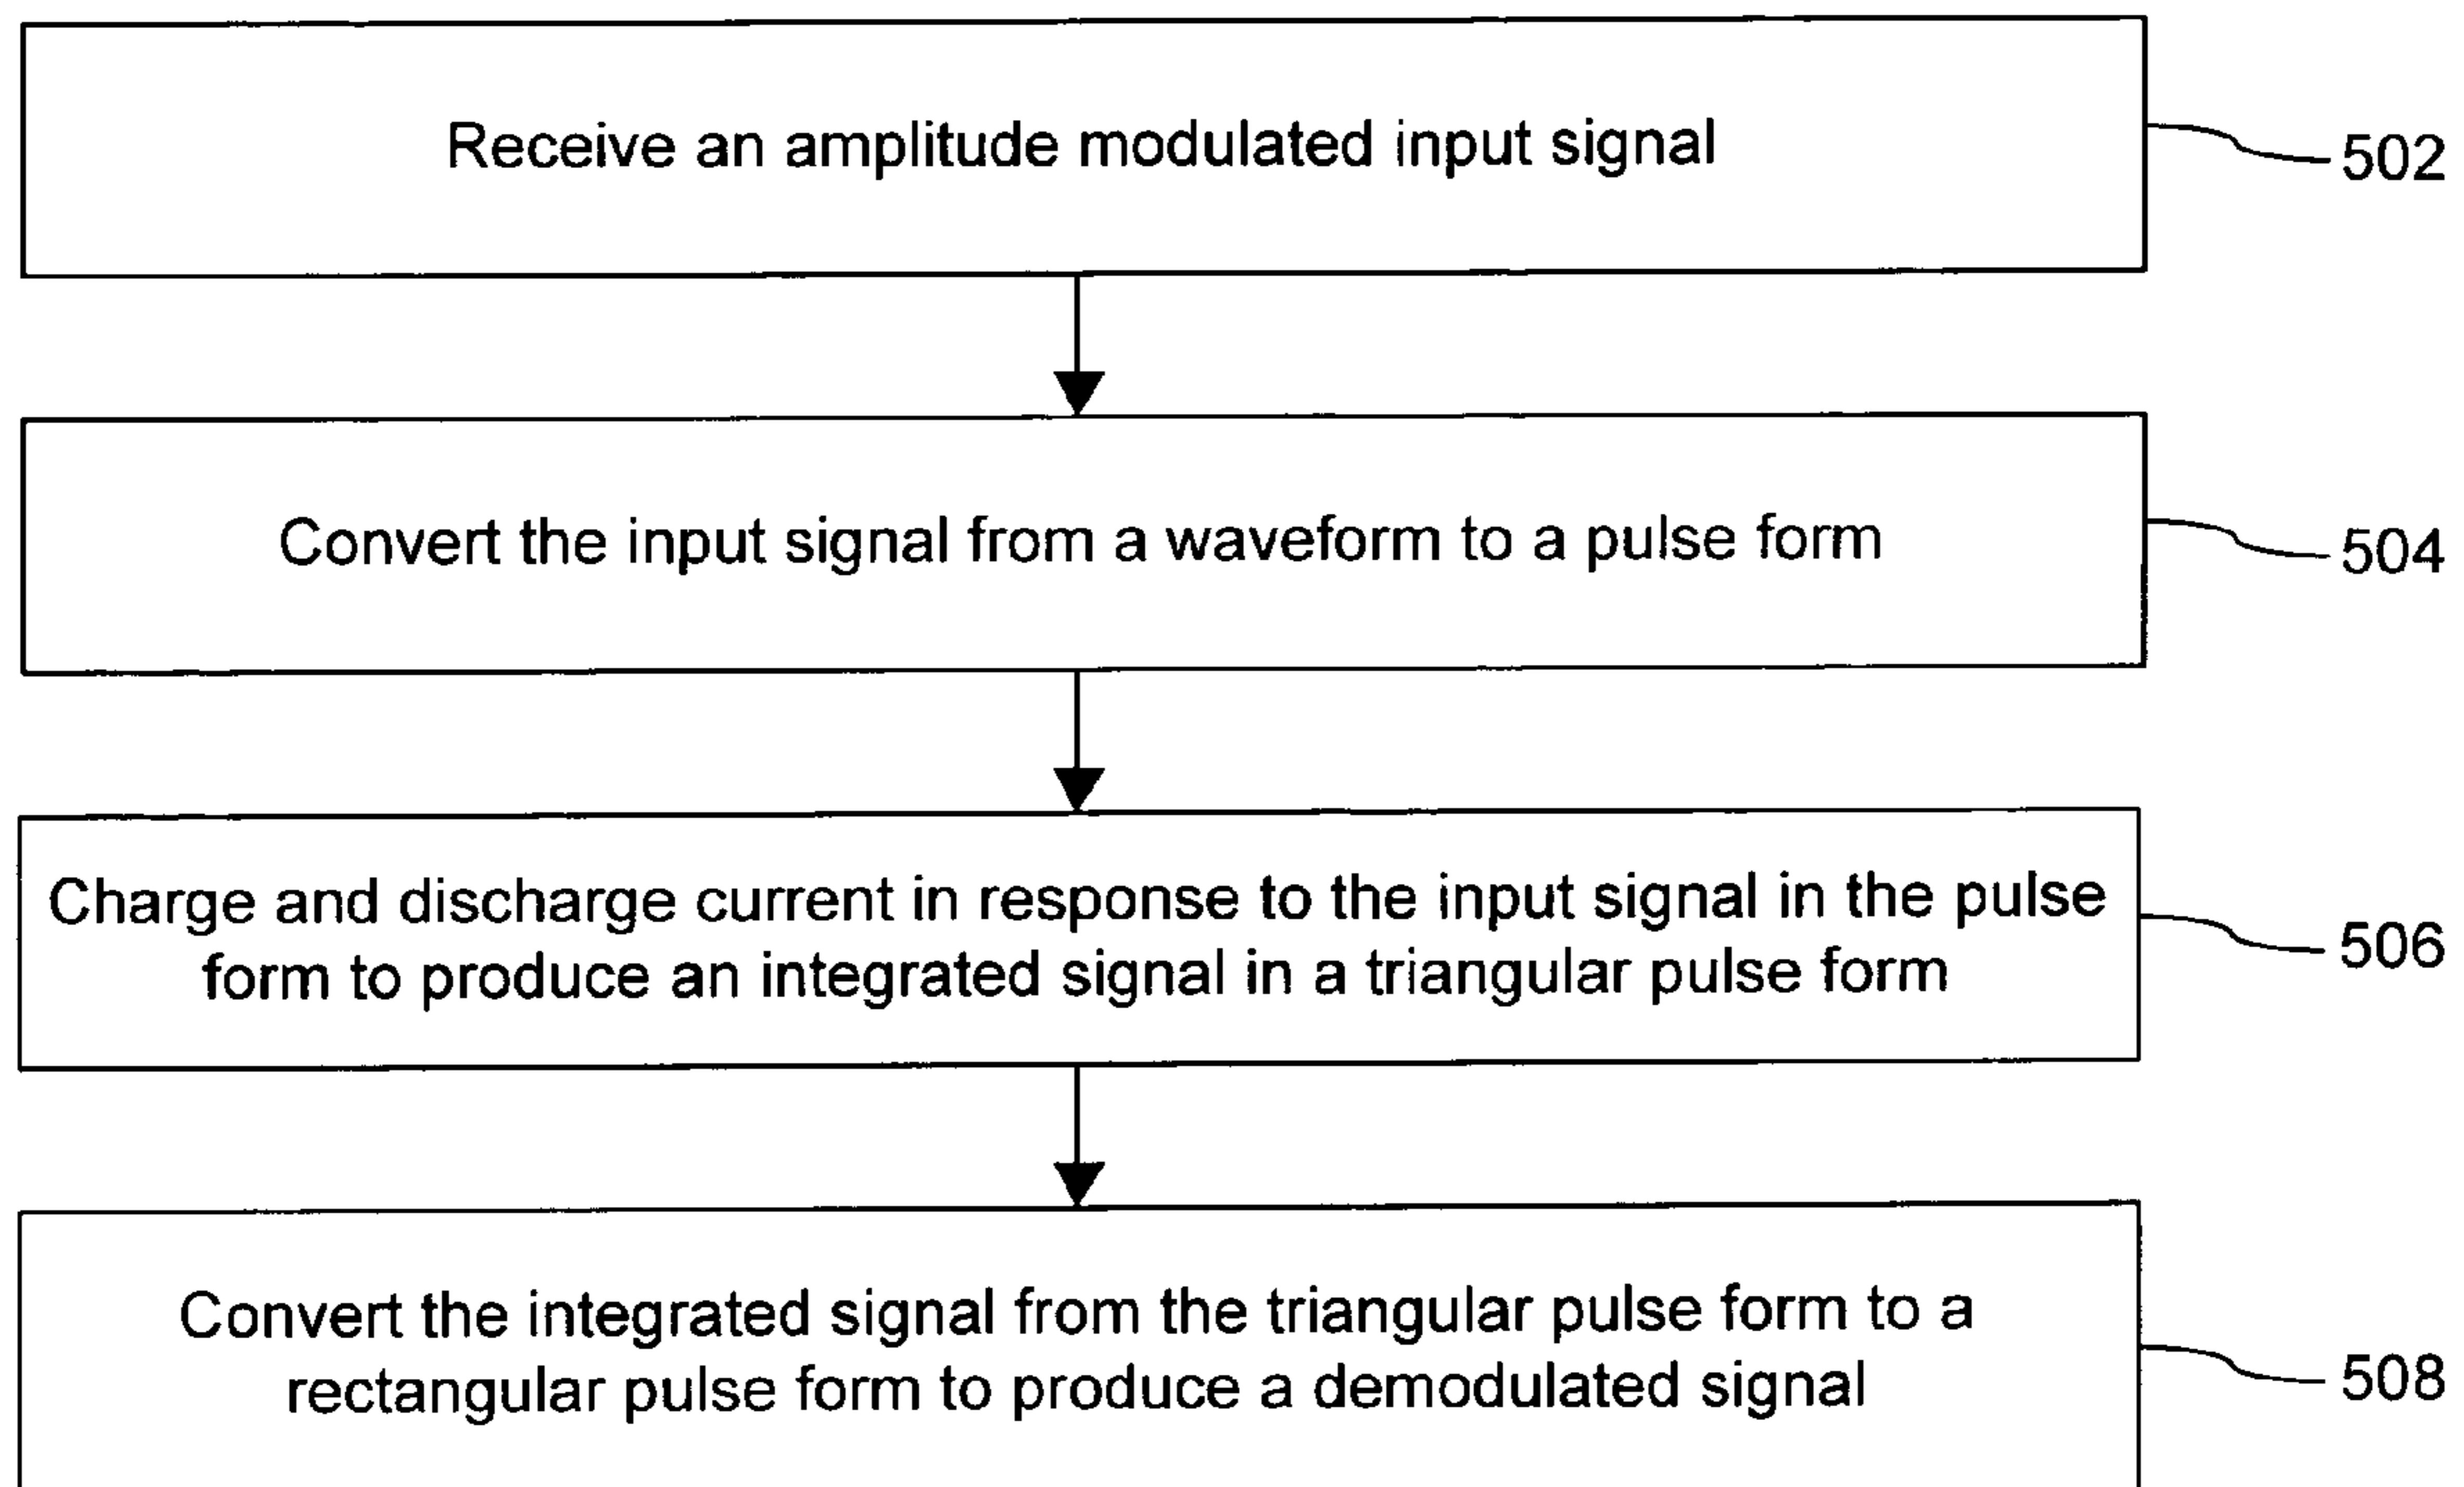 Receive an amplitude modulated input signal
502
Convert the input signal from a waveform to a pulse form
504
Charge and discharge current in response to the input signal in the pulse
form to produce an integrated signal in a triangular pulse form
506
Convert the integrated signal from the triangular pulse form to a
rectangular pulse form to produce a demodulated signal
508